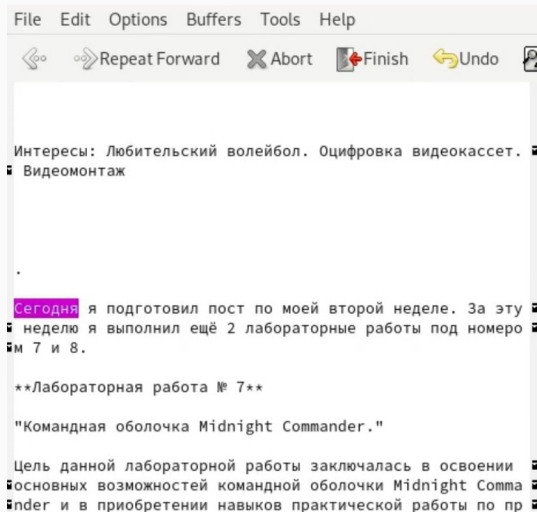 File Edit Options Buffers Tools Help
Repeat Forward Abort Finish Undo
Интересы: Любительский волейбол. Оцифровка видеокассет.
Видеомонтаж
.
Сегодня я подготовил пост по моей второй неделе. За эту
неделю я выполнил ещё 2 лабораторные работы под номеро
м 7 и 8.
**Лабораторная работа № 7**
"Командная оболочка Midnight Commander."
Цель данной лабораторной работы заключалась в освоении
основных возможностей командной оболочки Midnight Comma
nder и в приобретении навыков практической работы по пр